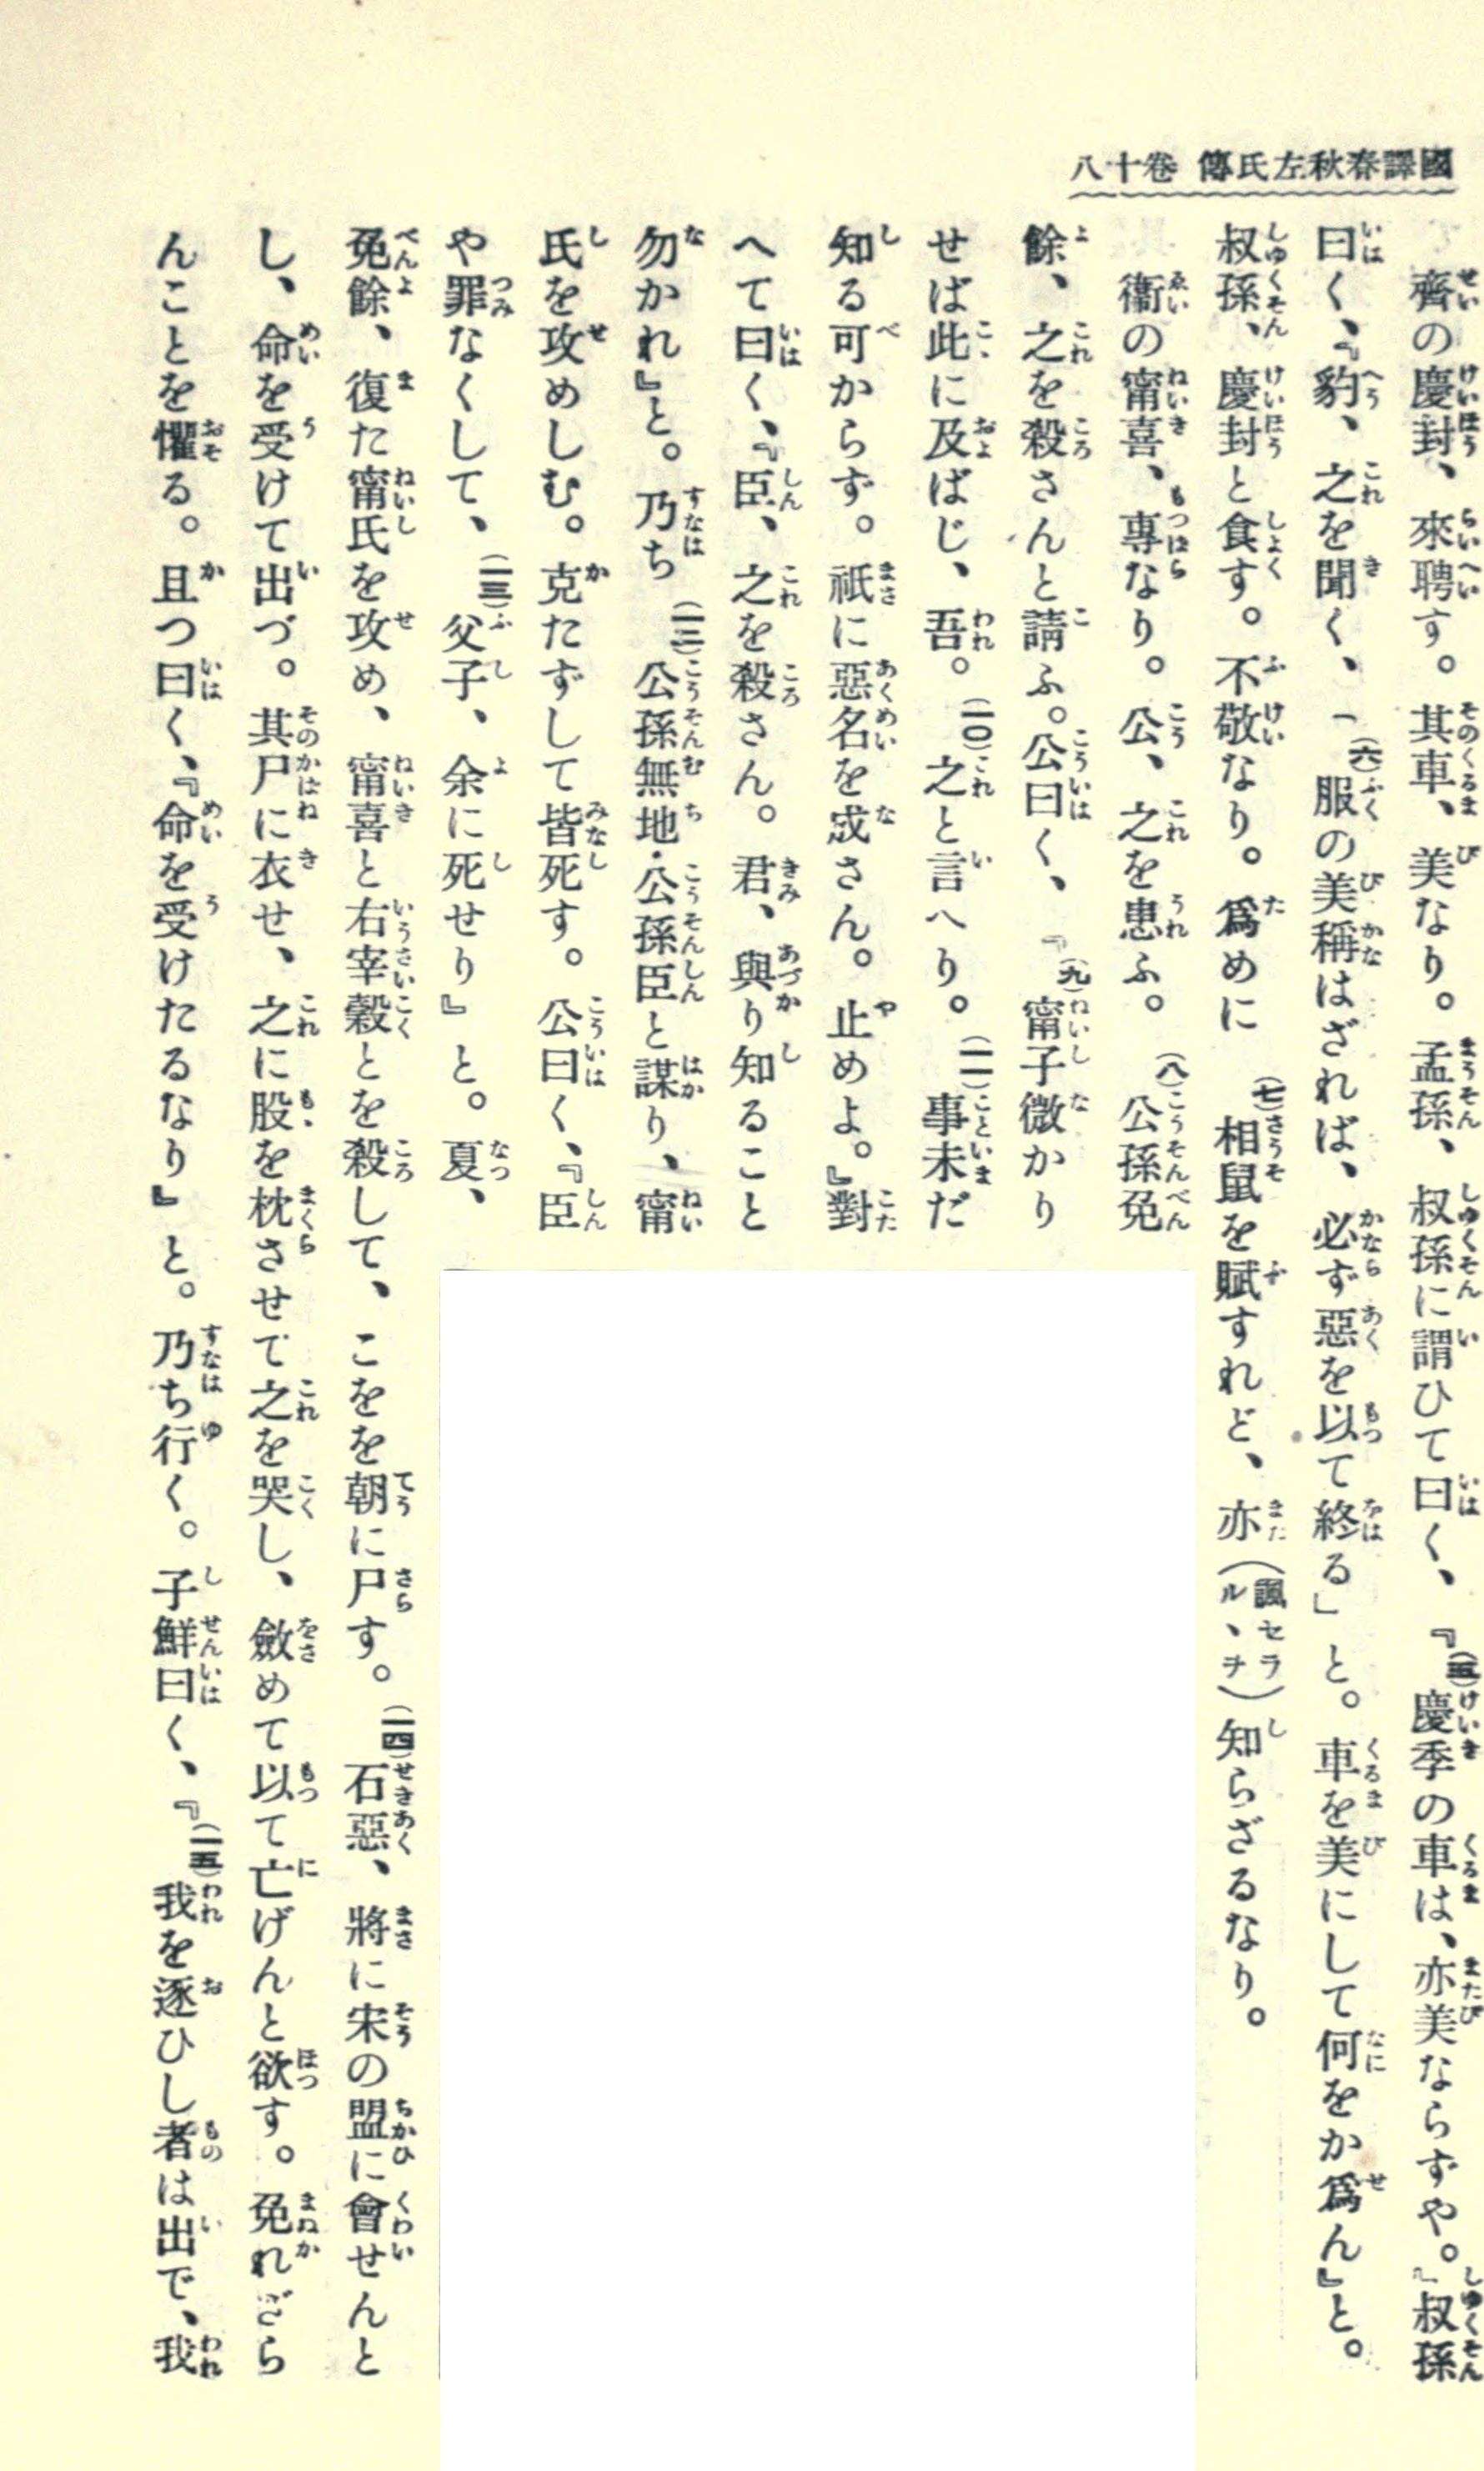 國譯春秋左氏傳 卷十八
齊の慶封、來聘す。其車、美なり。孟孫、叔孫に謂ひて曰く、『(五)慶季の車は、亦美ならずや。』叔孫
曰く、『豹、之を聞く、「(六)服の美稱はざれば、必ず惡を以て終る」と。車を美にして何をか爲ん』と。
叔孫、慶封と食す。不敬なり。爲めに(七)相鼠を賦すれど、亦(諷セラルヽヲ)知らざるなり。
衞の甯喜、專なり。公、之を患ふ。(八)公孫免
餘、之を殺さんと請ふ。公曰く、『(九)甯子微かり
せば此に及ばじ、吾。(一〇)之と言へり。(一一)事未だ
知る可からず。祇に惡名を成さん。止めよ。』對
へて曰く、『臣、之を殺さん。君、與り知ること
勿かれ』と。乃ち(一二)公孫無地・公孫臣と謀り、甯
氏を攻めしむ。克たずして皆死す。公曰く、『臣
や罪なくして、(一三)父子、余に死せり』と。夏、
免餘、復た甯氏を攻め、甯喜と右宰穀とを殺して、こをを朝に尸す。(一四)石惡、將に宋の盟に會せんと
し、命を受けて出づ。其尸に衣せ、之に股を枕させて之を哭し、斂めて以て亡げんと欲す。免れざら
んことを懼る。且つ曰く、『命を受けたるなり』と。乃ち行く。子鮮曰く、『(一五)我を逐ひし者は出で、我